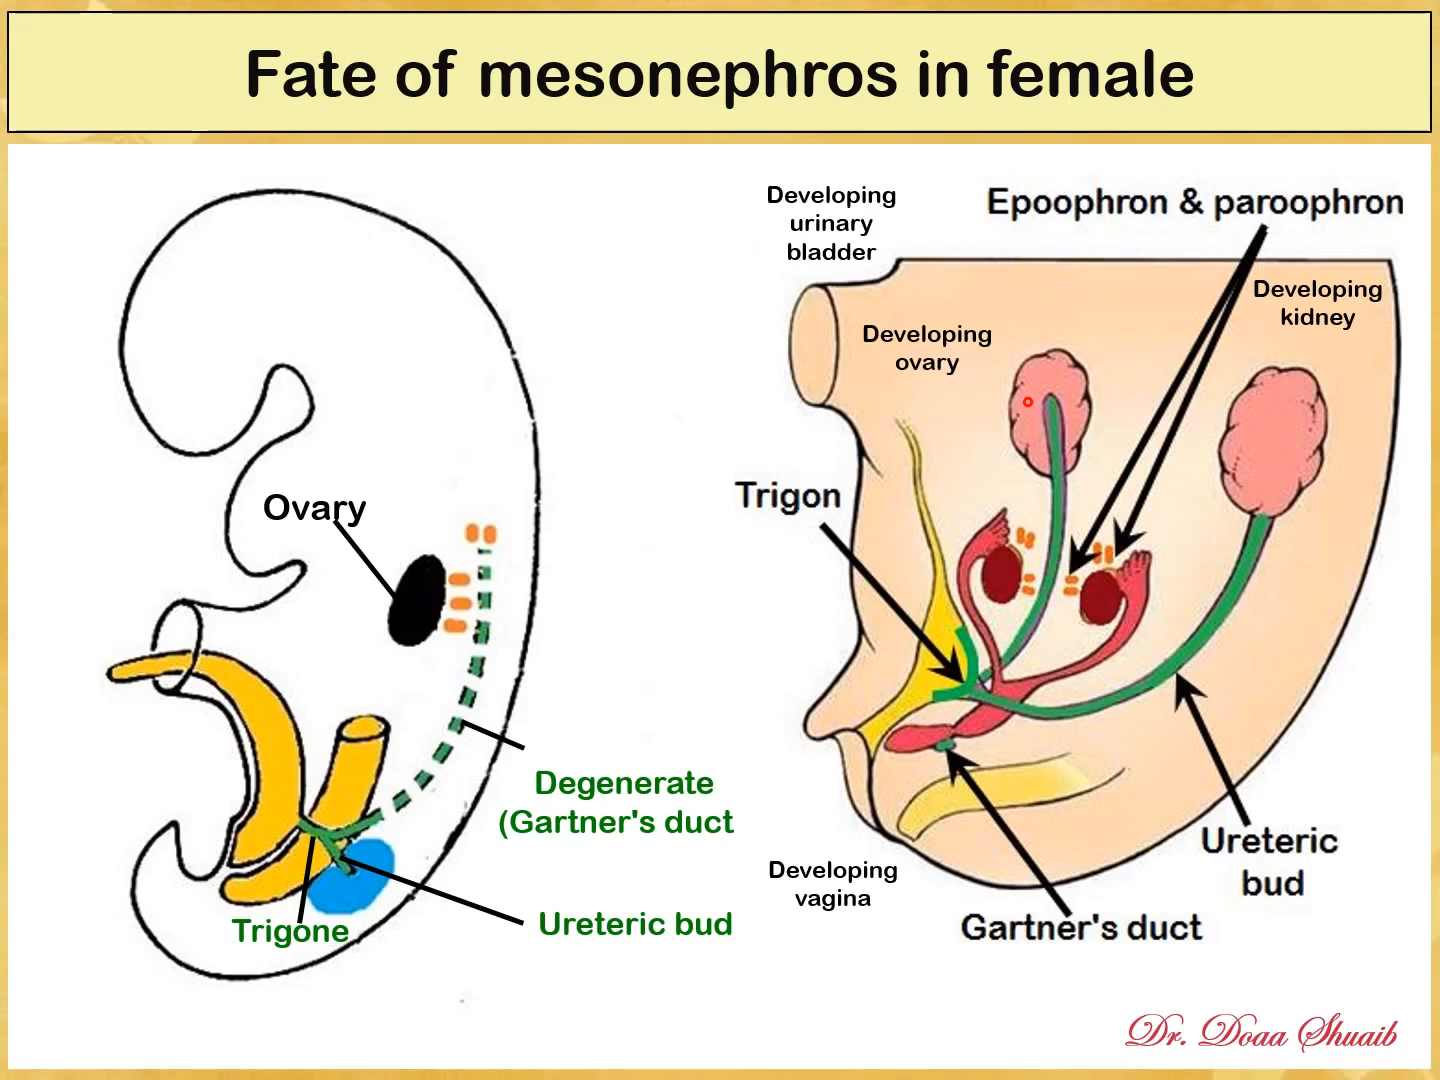 Fate of mesonephros in female
Developing
urinary
bladder
Epoophron & paroophron
Developing
kidney
Developing
ovary
Trigon
Ovary
Degenerate
(Gartner's duct
Ureteric bud
Trigone
Ureteric
bud
Developing
vagina
Gartner's duct
Dr. Doaa Shuaib